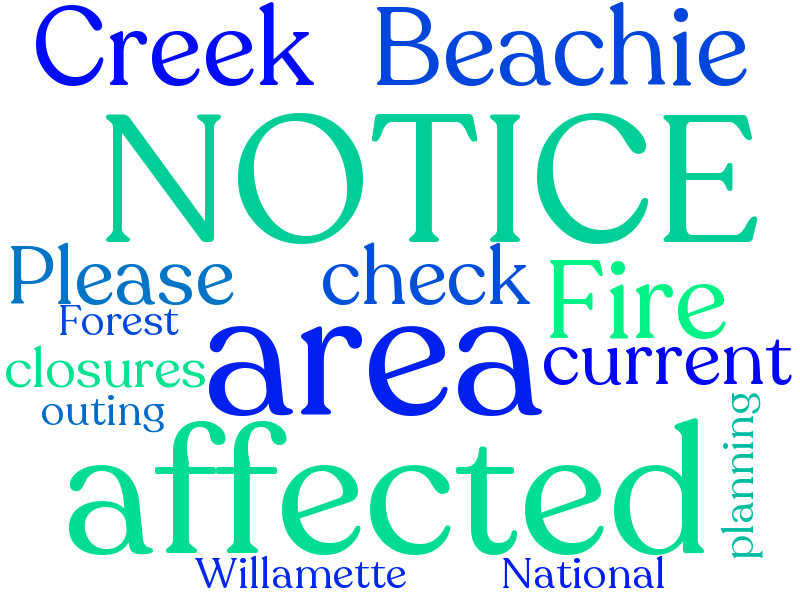 Creek Beachie
NOTICE
Please check Fire
Forest
area
closures
current
outing
affected
planning
Willamette National